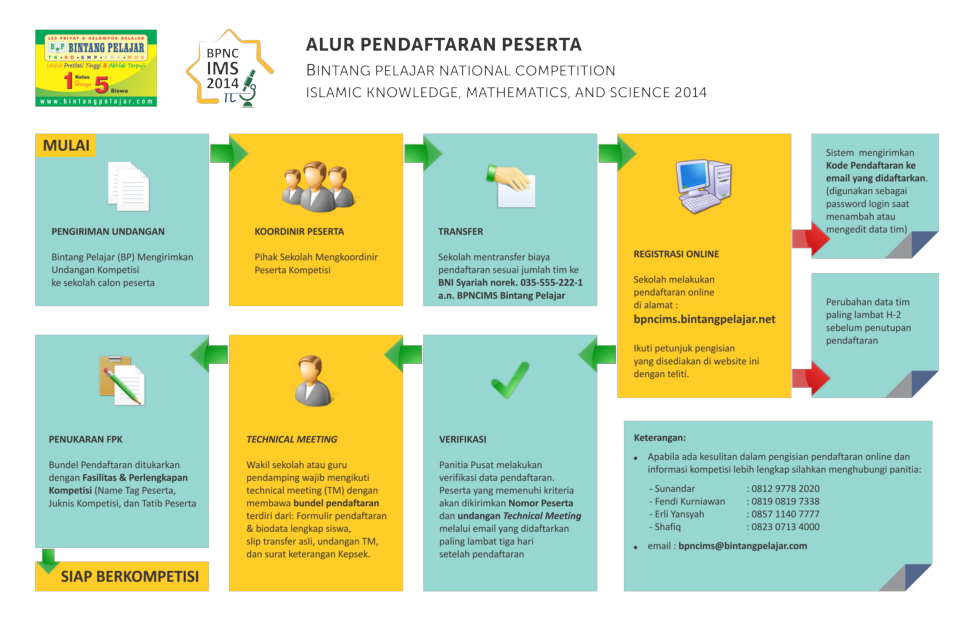 LES PRIVAT & KELOMPOK BELAJAR
B★P BINTANG PELAJAR
TK • SD • SMP • SMA • MHS
Untuk Prestasi Tinggi & Akhlak Terpuji
1 Kelas Hanya 5 Siswa
www.bintangpelajar.com
BPNC
IMS
2014
ALUR PENDAFTARAN PESERTA
BINTANG PELAJAR NATIONAL COMPETITION
ISLAMIC KNOWLEDGE, MATHEMATICS, AND SCIENCE 2014
MULAI
PENGIRIMAN UNDANGAN
Bintang Pelajar (BP) Mengirimkan
Undangan Kompetisi
ke sekolah calon peserta
KOORDINIR PESERTA
Pihak Sekolah Mengkoordinir
Peserta Kompetisi
TRANSFER
Sekolah mentransfer biaya
pendaftaran sesuai jumlah tim ke
BNI Syariah norek. 035-555-222-1
a.n. BPNCIMS Bintang Pelajar
REGISTRASI ONLINE
Sekolah melakukan
pendaftaran online
di alamat :
bpncims.bintangpelajar.net
Ikuti petunjuk pengisian
yang disediakan di website ini
dengan teliti.
Sistem mengirimkan
Kode Pendaftaran ke
email yang didaftarkan.
(digunakan sebagai
password login saat
menambah atau
mengedit data tim)
Perubahan data tim
paling lambat H-2
sebelum penutupan
pendaftaran
VERIFIKASI
Panitia Pusat melakukan
verifikasi data pendaftaran.
Peserta yang memenuhi kriteria
akan dikirimkan Nomor Peserta
dan undangan Technical Meeting
melalui email yang didaftarkan
paling lambat tiga hari
setelah pendaftaran
TECHNICAL MEETING
Wakil sekolah atau guru
pendamping wajib mengikuti
technical meeting (TM) dengan
membawa bundel pendaftaran
terdiri dari: Formulir pendaftaran
& biodata lengkap siswa,
slip transfer asli, undangan TM,
dan surat keterangan Kepsek.
PENUKARAN FPK
Bundel Pendaftaran ditukarkan
dengan Fasilitas & Perlengkapan
Kompetisi (Name Tag Peserta,
Juknis Kompetisi, dan Tatib Peserta
SIAP BERKOMPETISI
Keterangan:
• Apabila ada kesulitan dalam pengisian pendaftaran online dan
informasi kompetisi lebih lengkap silahkan menghubungi panitia:
- Sunandar : 0812 9778 2020
- Fendi Kurniawan : 0819 0819 7338
- Erli Yansyah : 0857 1140 7777
- Shafiq : 0823 0713 4000
• email : bpncims@bintangpelajar.com